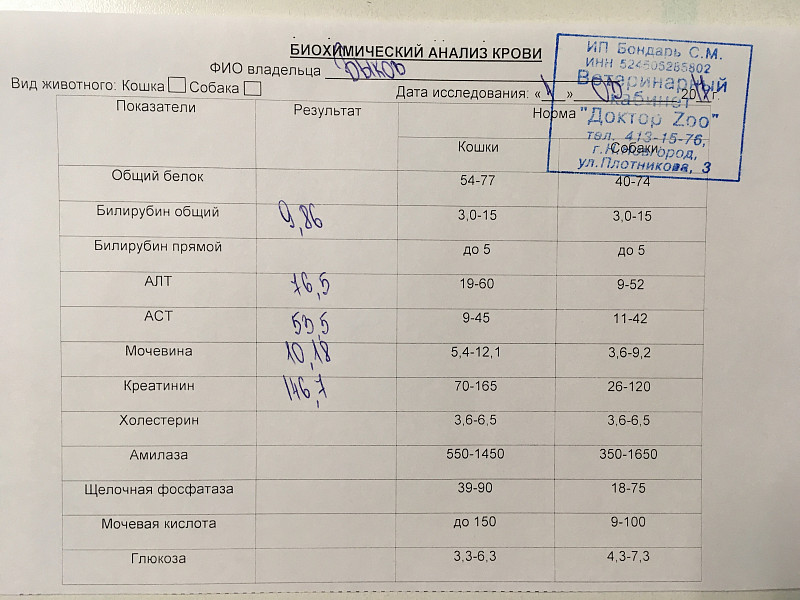 БИОХИМИЧЕСКИЙ АНАЛИЗ КРОВИ
ФИО владельца Быков
Вид животного: Кошка Собака Дата исследования: « » 20 г.
ИП Бондарь С.М.
ИНН 524505285802
Ветеринарный
кабинет
"Доктор Zoo"
тел. 413-15-76,
г.Н.Новгород,
ул.Плотникова, 3
Показатели Результат Норма
Кошки Собаки
Общий белок 54-77 40-74
Билирубин общий 9,86 3,0-15 3,0-15
Билирубин прямой до 5 до 5
АЛТ 76,5 19-60 9-52
АСТ 55,5 9-45 11-42
Мочевина 10,18 5,4-12,1 3,6-9,2
Креатинин 146,7 70-165 26-120
Холестерин 3,6-6,5 3,6-6,5
Амилаза 550-1450 350-1650
Щелочная фосфатаза 39-90 18-75
Мочевая кислота до 150 9-100
Глюкоза 3,3-6,3 4,3-7,3